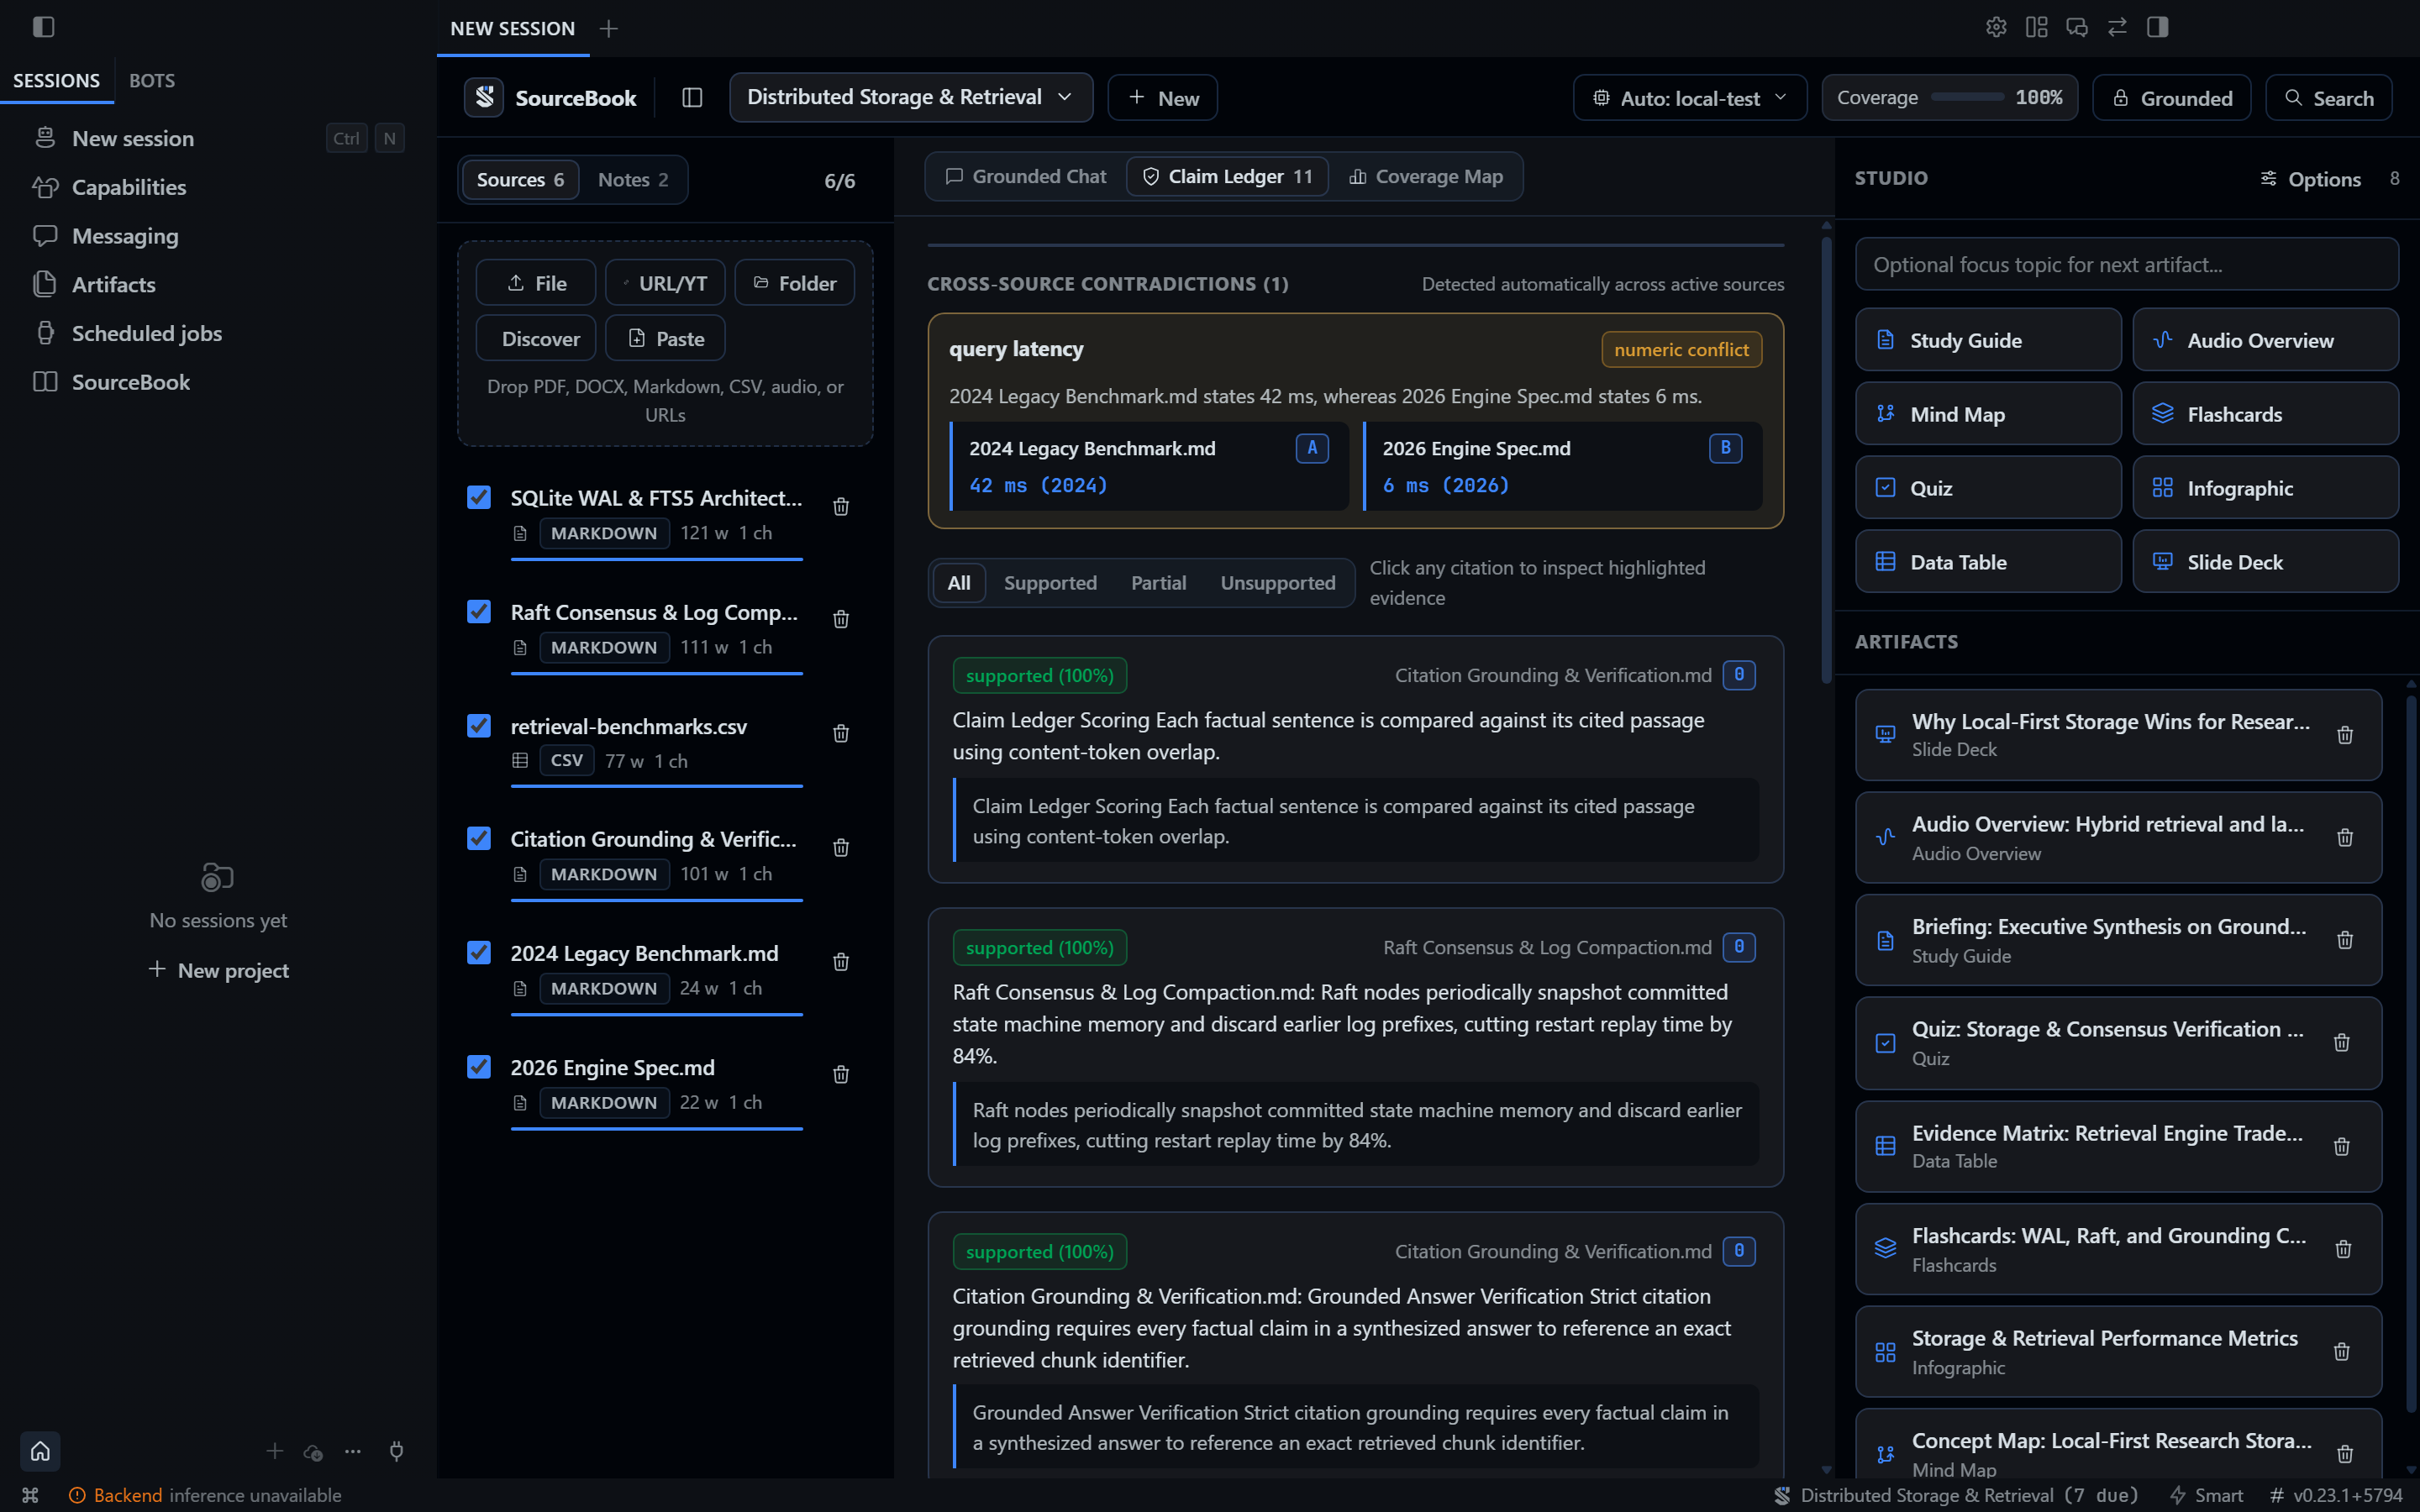 NEW SESSION
SESSIONS
BOTS
New session
Ctrl
N
Capabilities
Messaging
Artifacts
Scheduled jobs
SourceBook
No sessions yet
New project
SourceBook
Distributed Storage & Retrieval
New
Auto: local-test
Coverage
100%
Grounded
Search
Sources 6
Notes 2
6/6
File
URL/YT
Folder
Discover
Paste
Drop PDF, DOCX, Markdown, CSV, audio, or
URLs
SQLite WAL & FTS5 Architect...
MARKDOWN 121 w 1 ch
Raft Consensus & Log Comp...
MARKDOWN 111 w 1 ch
retrieval-benchmarks.csv
CSV 77 w 1 ch
Citation Grounding & Verific...
MARKDOWN 101 w 1 ch
2024 Legacy Benchmark.md
MARKDOWN 24 w 1 ch
2026 Engine Spec.md
MARKDOWN 22 w 1 ch
Grounded Chat
Claim Ledger 11
Coverage Map
CROSS-SOURCE CONTRADICTIONS (1)
Detected automatically across active sources
query latency
numeric conflict
2024 Legacy Benchmark.md states 42 ms, whereas 2026 Engine Spec.md states 6 ms.
2024 Legacy Benchmark.md
A
42 ms (2024)
2026 Engine Spec.md
B
6 ms (2026)
All
Supported
Partial
Unsupported
Click any citation to inspect highlighted
evidence
supported (100%)
Citation Grounding & Verification.md
0
Claim Ledger Scoring Each factual sentence is compared against its cited passage
using content-token overlap.
Claim Ledger Scoring Each factual sentence is compared against its cited passage
using content-token overlap.
supported (100%)
Raft Consensus & Log Compaction.md
0
Raft Consensus & Log Compaction.md: Raft nodes periodically snapshot committed
state machine memory and discard earlier log prefixes, cutting restart replay time by
84%.
Raft nodes periodically snapshot committed state machine memory and discard earlier
log prefixes, cutting restart replay time by 84%.
supported (100%)
Citation Grounding & Verification.md
0
Citation Grounding & Verification.md: Grounded Answer Verification Strict citation
grounding requires every factual claim in a synthesized answer to reference an exact
retrieved chunk identifier.
Grounded Answer Verification Strict citation grounding requires every factual claim in
a synthesized answer to reference an exact retrieved chunk identifier.
STUDIO
Options
8
Optional focus topic for next artifact...
Study Guide
Audio Overview
Mind Map
Flashcards
Quiz
Infographic
Data Table
Slide Deck
ARTIFACTS
Why Local-First Storage Wins for Resear...
Slide Deck
Audio Overview: Hybrid retrieval and la...
Audio Overview
Briefing: Executive Synthesis on Ground...
Study Guide
Quiz: Storage & Consensus Verification ...
Quiz
Evidence Matrix: Retrieval Engine Trade...
Data Table
Flashcards: WAL, Raft, and Grounding C...
Flashcards
Storage & Retrieval Performance Metrics
Infographic
Concept Map: Local-First Research Stora...
Mind Map
Backend inference unavailable
Distributed Storage & Retrieval (7 due)
Smart
# v0.23.1+5794